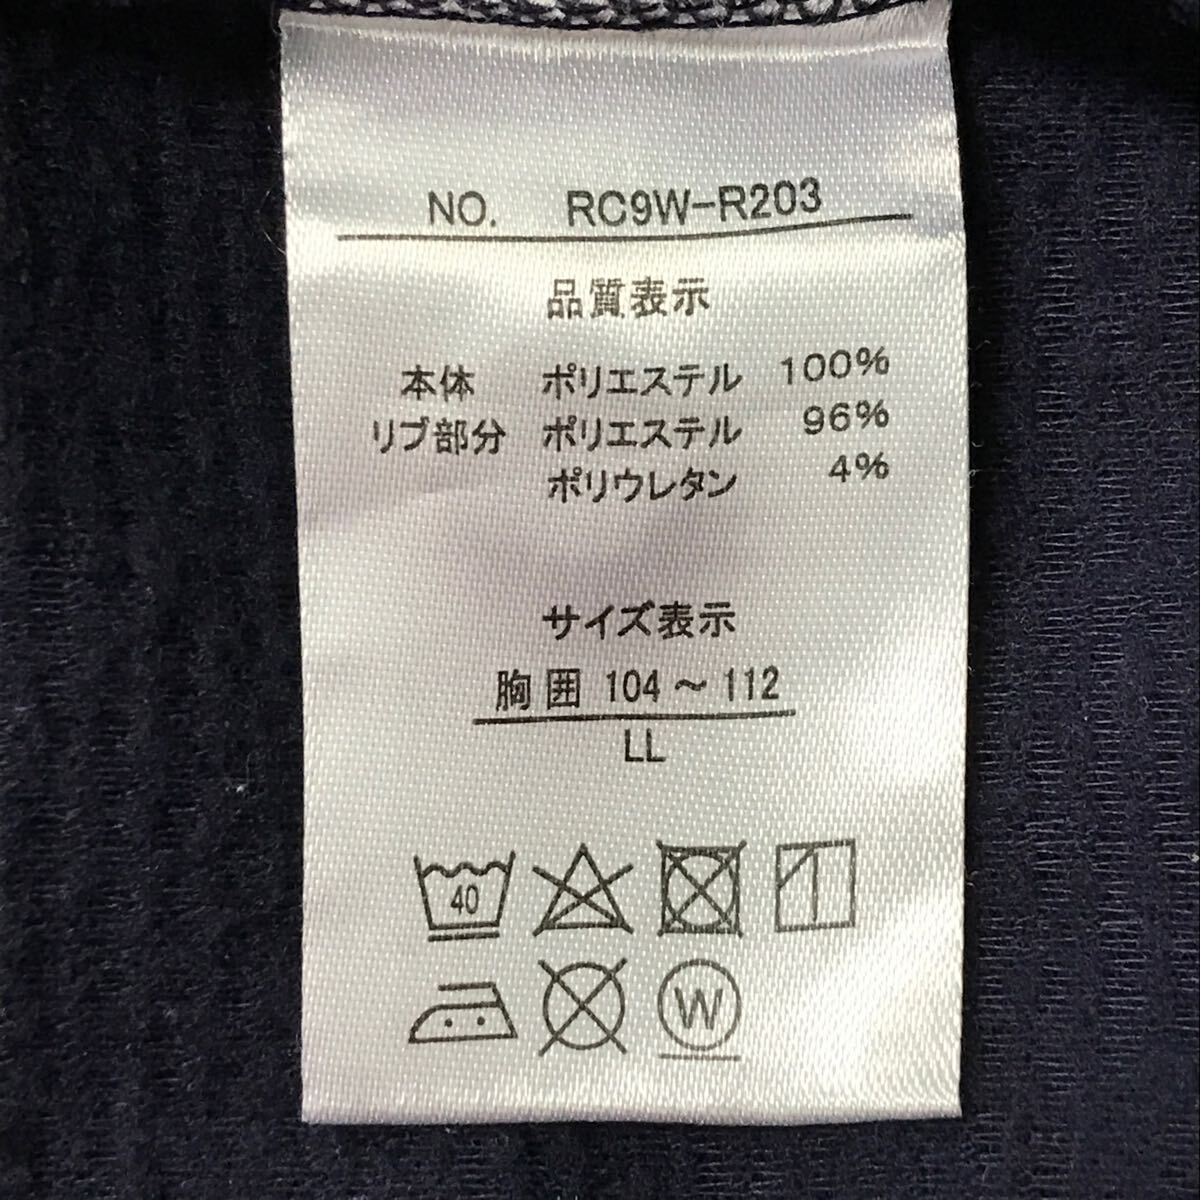 NO. RC9W-R203
品質表示
本体 ポリエステル 100%
リブ部分 ポリエステル 96%
ポリウレタン 4%
サイズ表示
胸囲 104～112
LL
40
W